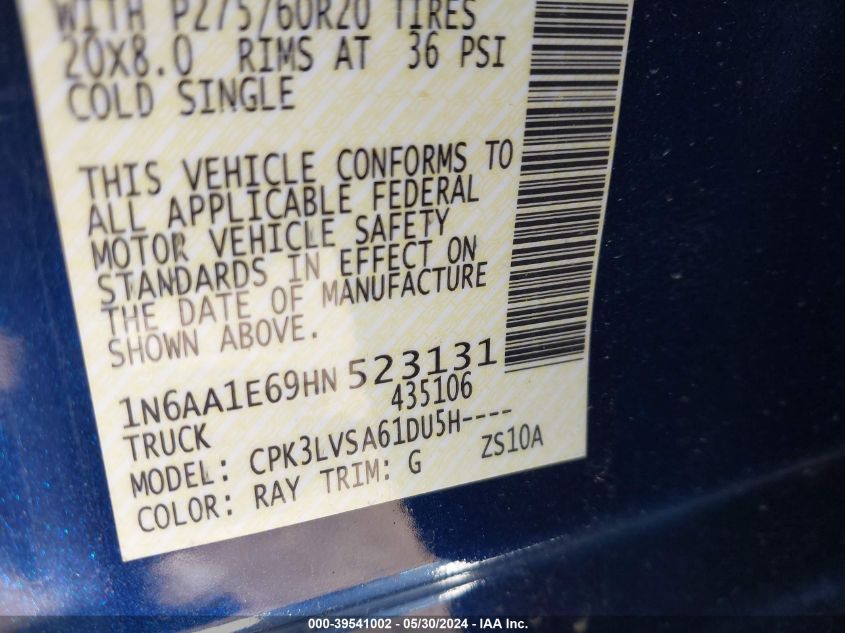 WITH P275/60R20 TIRES
20x8.0 RIMS AT 36 PSI
COLD SINGLE
THIS VEHICLE CONFORMS TO
ALL APPLICABLE FEDERAL
MOTOR VEHICLE SAFETY
STANDARDS IN EFFECT ON
THE DATE OF MANUFACTURE
SHOWN ABOVE.
1N6AA1E69HN 523131
435106
TRUCK
MODEL: CPK3LVSA61DU5H----
COLOR: RAY TRIM: G ZS10A
000-39541002 - 05/30/2024 - IAA Inc.